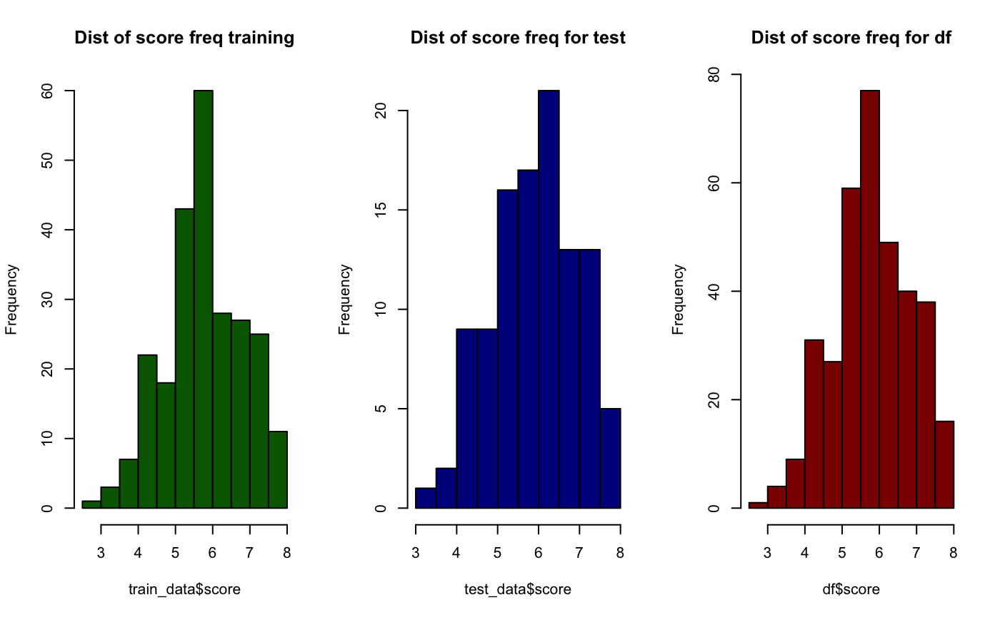 Dist of score freq training
Frequency
0
10
20
30
40
50
60
3 4 5 6 7 8
train_data$score
Dist of score freq for test
Frequency
0
5
10
15
20
3 4 5 6 7 8
test_data$score
Dist of score freq for df
Frequency
0
20
40
60
80
3 4 5 6 7 8
df$score